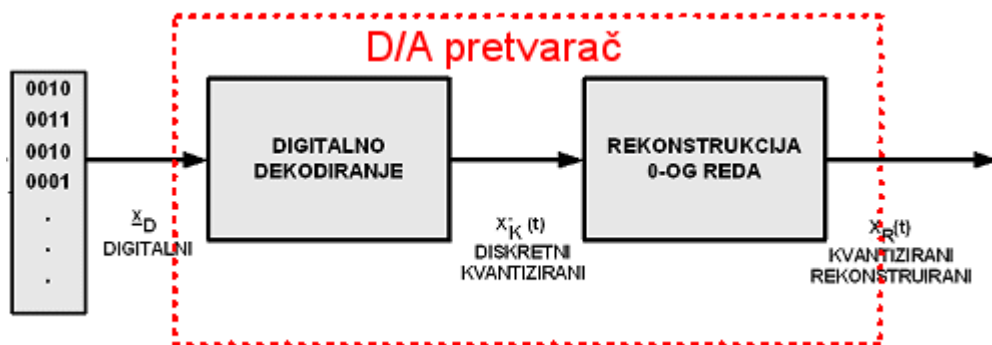 D/A pretvarač
0010
0011
0010
0001
.
.
.
DIGITALNO
DEKODIRANJE
REKONSTRUKCIJA
0-OG REDA
x_D
DIGITALNI
X*_K (t)
DISKRETNI
KVANTIZIRANI
X_R(t)
KVANTIZIRANI
REKONSTRUIRANI